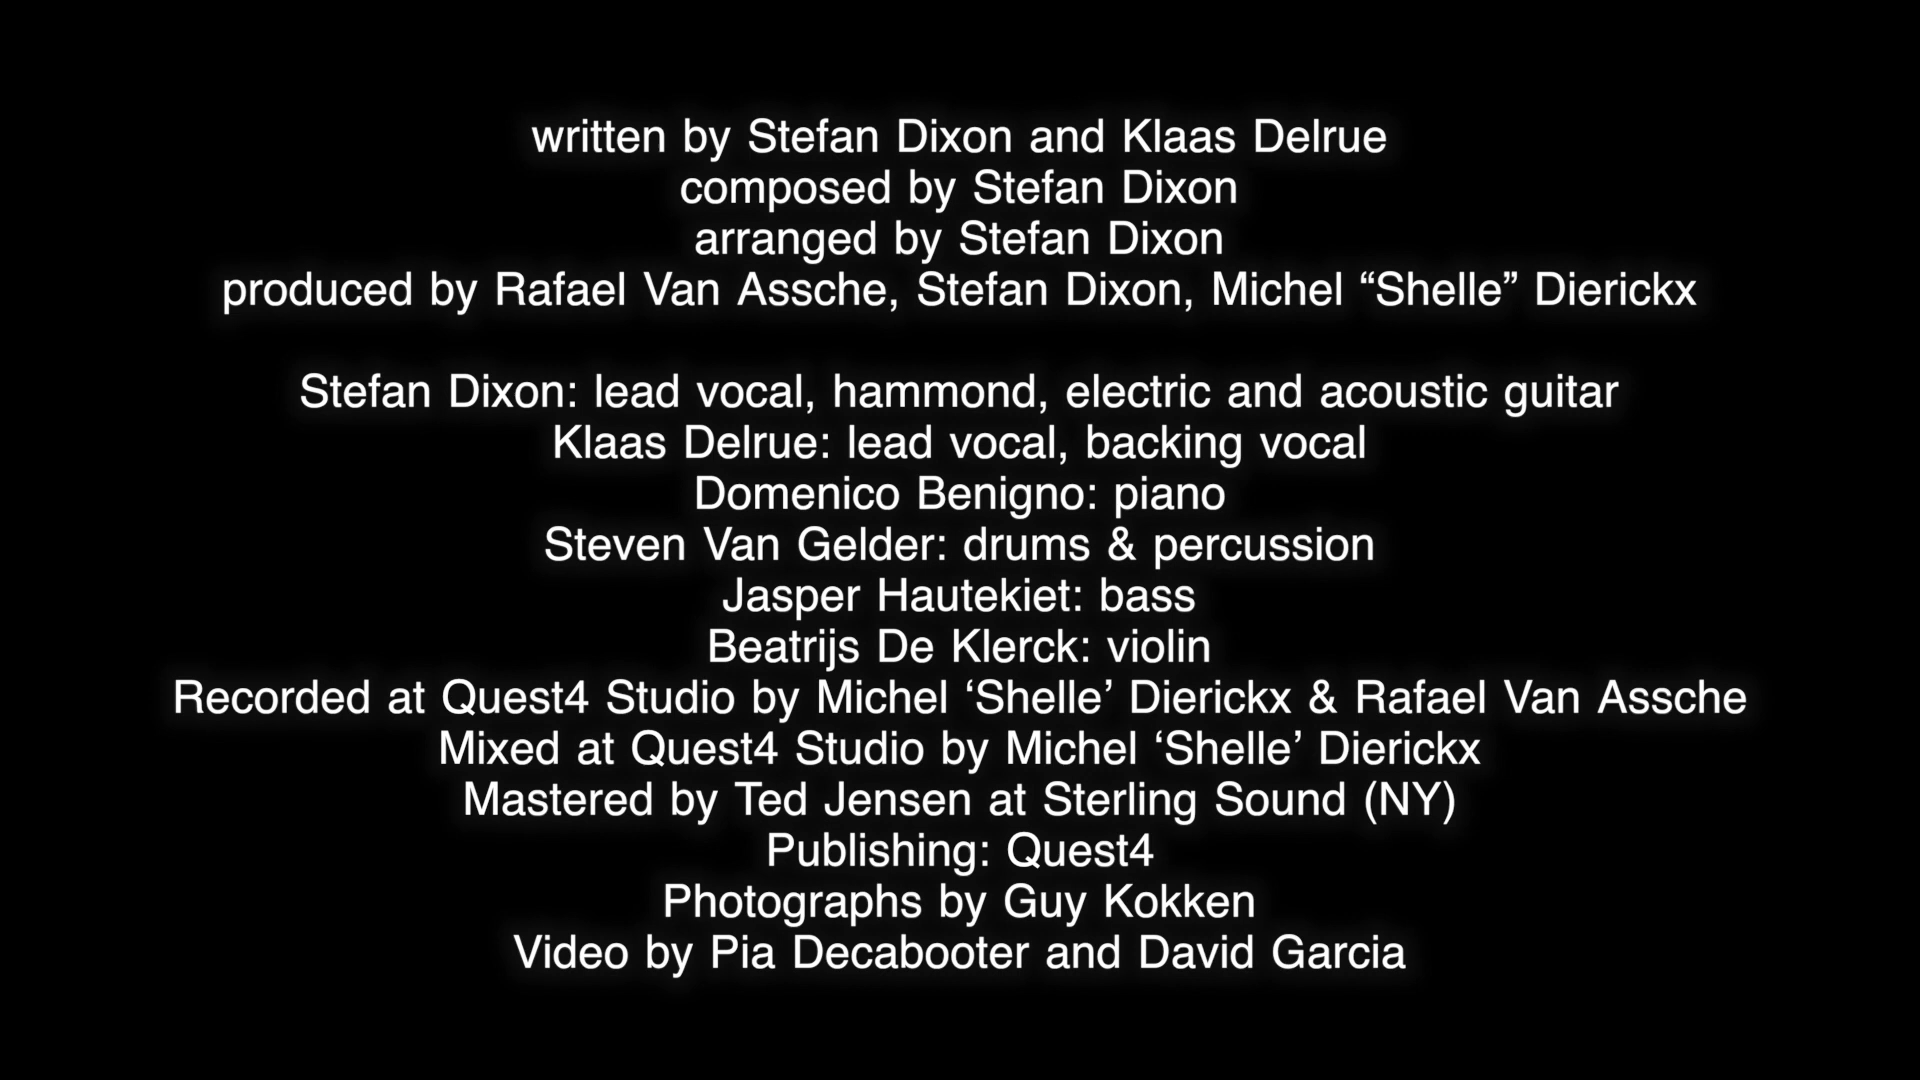 written by Stefan Dixon and Klaas Delrue
composed by Stefan Dixon
arranged by Stefan Dixon
produced by Rafael Van Assche, Stefan Dixon, Michel “Shelle” Dierickx
Stefan Dixon: lead vocal, hammond, electric and acoustic guitar
Klaas Delrue: lead vocal, backing vocal
Domenico Benigno: piano
Steven Van Gelder: drums & percussion
Jasper Hautekiet: bass
Beatrijs De Klerck: violin
Recorded at Quest4 Studio by Michel ‘Shelle’ Dierickx & Rafael Van Assche
Mixed at Quest4 Studio by Michel ‘Shelle’ Dierickx
Mastered by Ted Jensen at Sterling Sound (NY)
Publishing: Quest4
Photographs by Guy Kokken
Video by Pia Decabooter and David Garcia